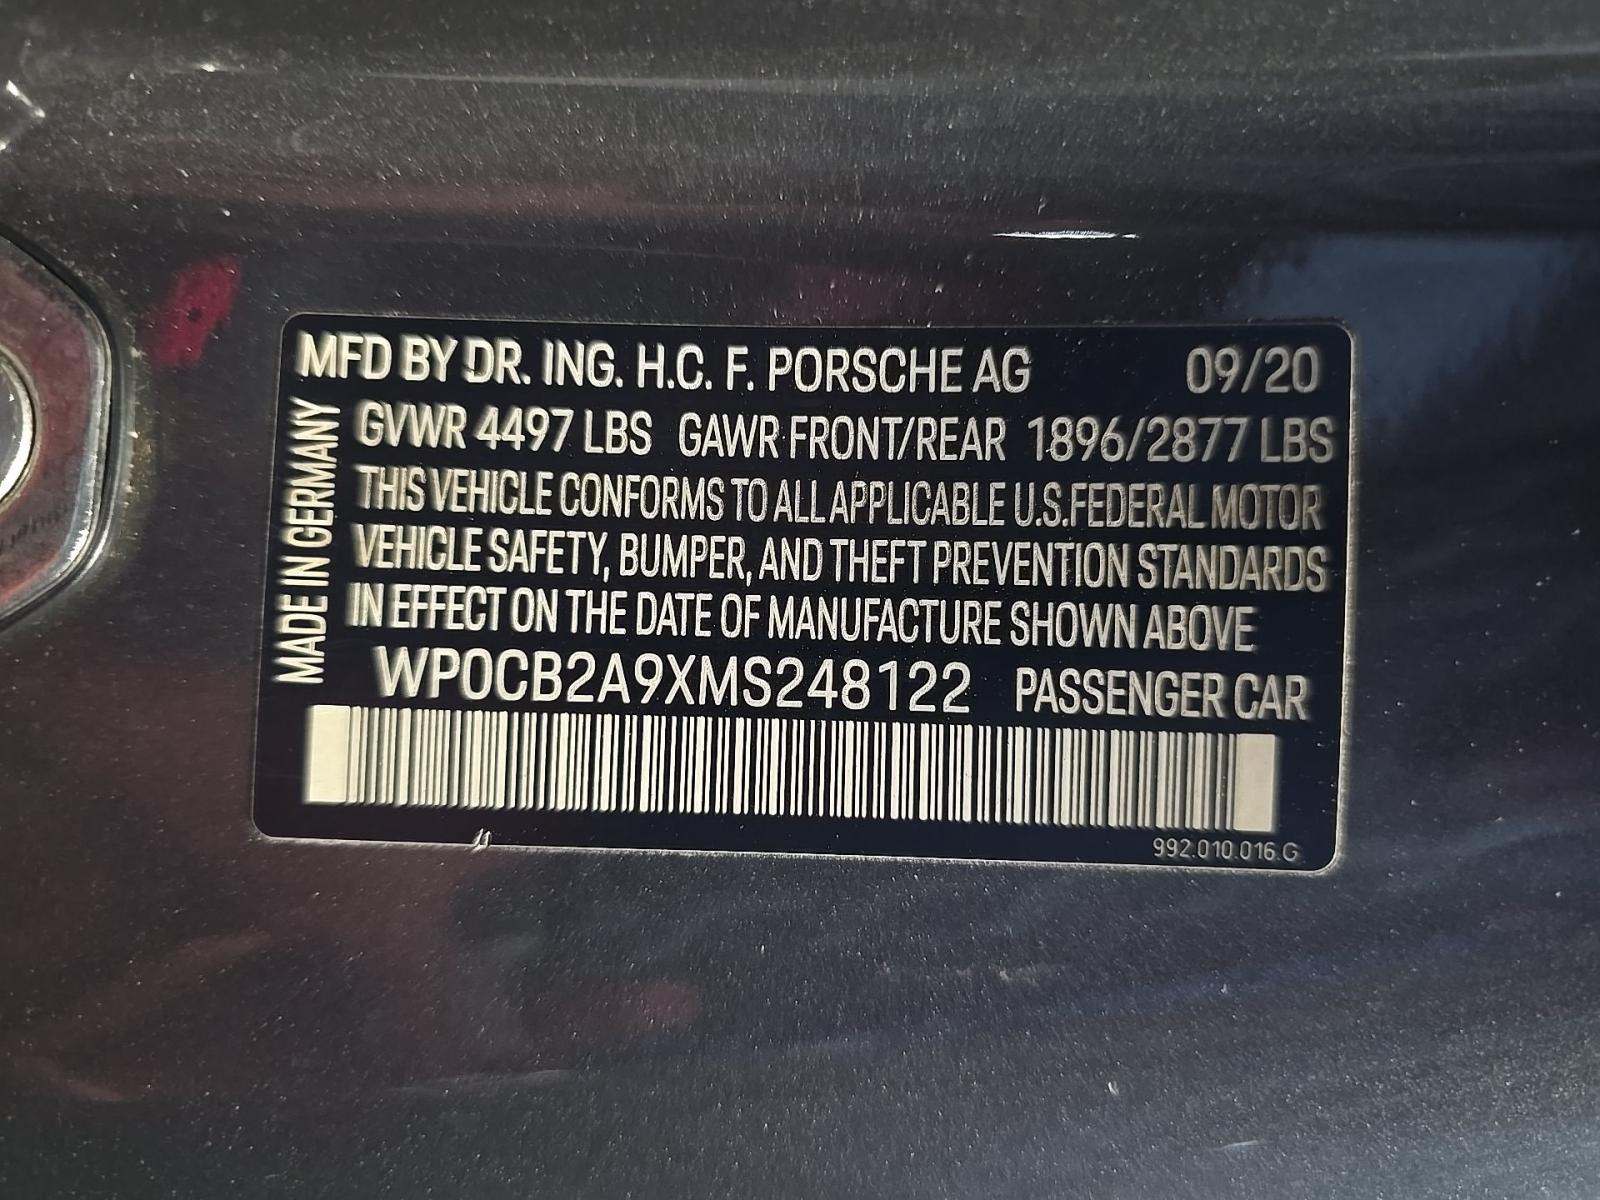 MFD BY DR. ING. H.C. F. PORSCHE AG 09/20
GVWR 4497 LBS GAWR FRONT/REAR 1896/2877 LBS
THIS VEHICLE CONFORMS TO ALL APPLICABLE U.S.FEDERAL MOTOR
VEHICLE SAFETY, BUMPER, AND THEFT PREVENTION STANDARDS
IN EFFECT ON THE DATE OF MANUFACTURE SHOWN ABOVE
MADE IN GERMANY
WP0CB2A9XMS248122 PASSENGER CAR
992.010.016.G